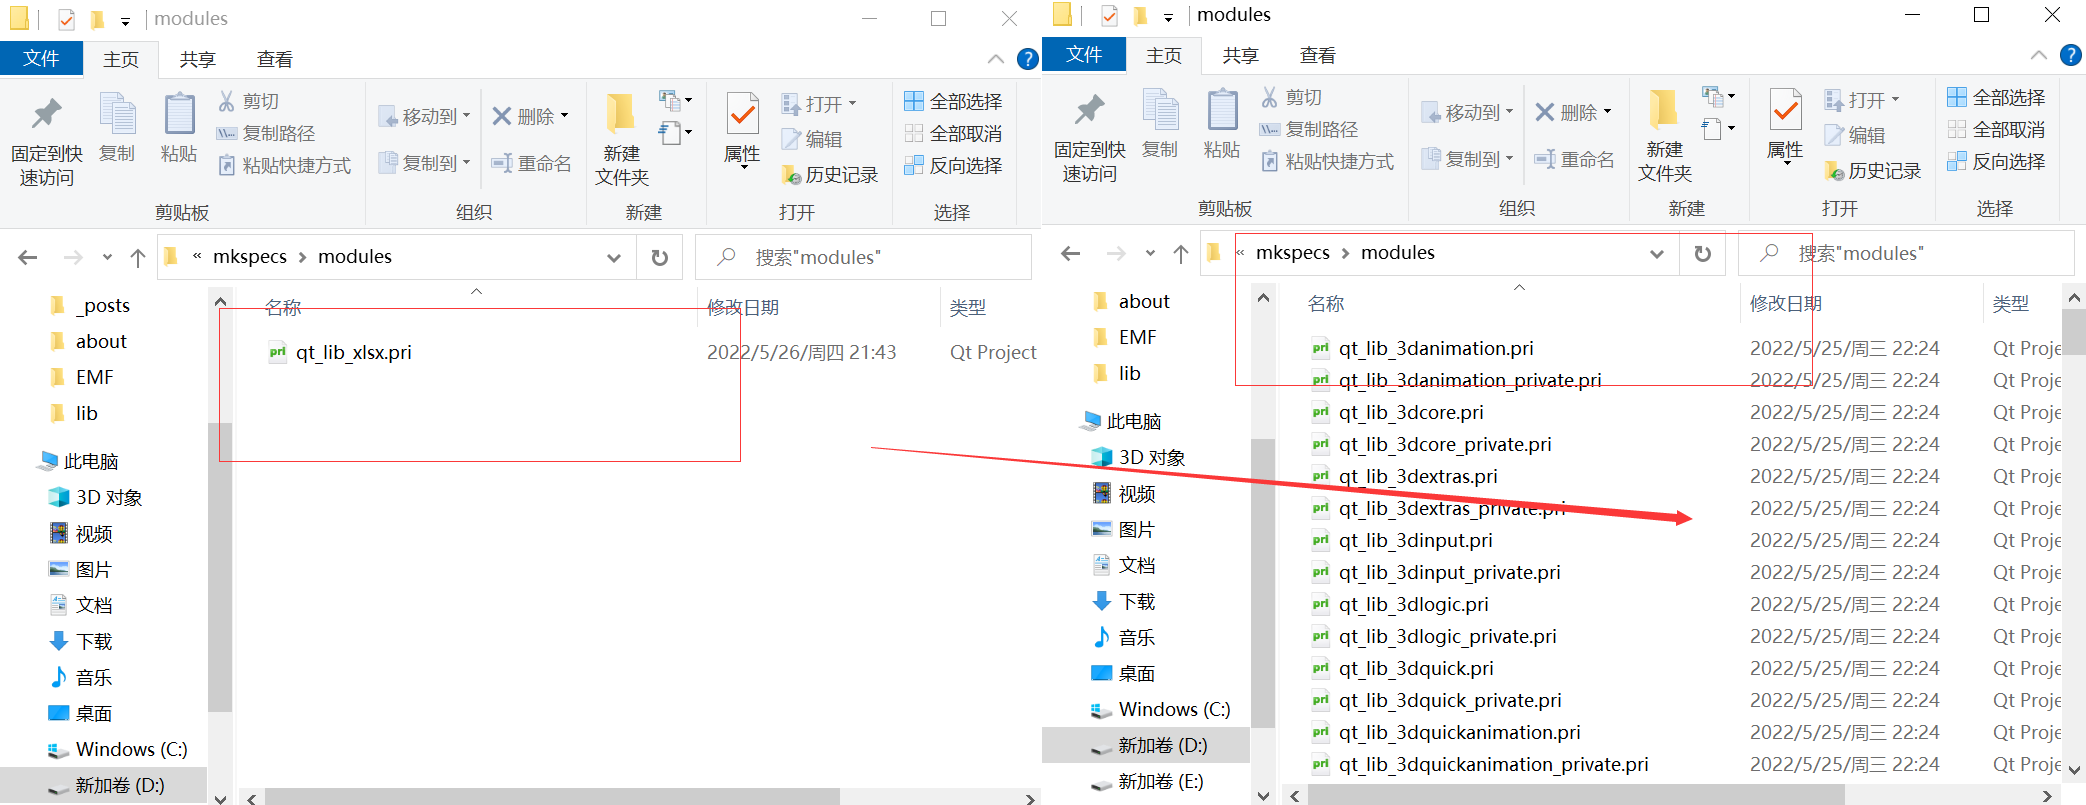 modules
文件
主页
共享
查看
固定到快
速访问
复制
粘贴
剪切
复制路径
粘贴快捷方式
剪贴板
移动到
复制到
删除
重命名
组织
新建
文件夹
新建
属性
打开
编辑
历史记录
打开
全部选择
全部取消
反向选择
选择
« mkspecs > modules
搜索"modules"
_posts
about
EMF
lib
此电脑
3D 对象
视频
图片
文档
下载
音乐
桌面
Windows (C:)
新加卷 (D:)
名称 修改日期 类型
qt_lib_xlsx.pri 2022/5/26/周四 21:43 Qt Project
modules
文件
主页
共享
查看
固定到快
速访问
复制
粘贴
剪切
复制路径
粘贴快捷方式
剪贴板
移动到
复制到
删除
重命名
组织
新建
文件夹
新建
属性
打开
编辑
历史记录
打开
全部选择
全部取消
反向选择
选择
« mkspecs > modules
搜索"modules"
about
EMF
lib
此电脑
3D 对象
视频
图片
文档
下载
音乐
桌面
Windows (C:)
新加卷 (D:)
新加卷 (E:)
名称 修改日期 类型
qt_lib_3danimation.pri 2022/5/25/周三 22:24 Qt Proje
qt_lib_3danimation_private.pri 2022/5/25/周三 22:24 Qt Proje
qt_lib_3dcore.pri 2022/5/25/周三 22:24 Qt Proje
qt_lib_3dcore_private.pri 2022/5/25/周三 22:24 Qt Proje
qt_lib_3dextras.pri 2022/5/25/周三 22:24 Qt Proje
qt_lib_3dextras_private.pri 2022/5/25/周三 22:24 Qt Proje
qt_lib_3dinput.pri 2022/5/25/周三 22:24 Qt Proje
qt_lib_3dinput_private.pri 2022/5/25/周三 22:24 Qt Proje
qt_lib_3dlogic.pri 2022/5/25/周三 22:24 Qt Proje
qt_lib_3dlogic_private.pri 2022/5/25/周三 22:24 Qt Proje
qt_lib_3dquick.pri 2022/5/25/周三 22:24 Qt Proje
qt_lib_3dquick_private.pri 2022/5/25/周三 22:24 Qt Proje
qt_lib_3dquickanimation.pri 2022/5/25/周三 22:24 Qt Proje
qt_lib_3dquickanimation_private.pri 2022/5/25/周三 22:24 Qt Proje